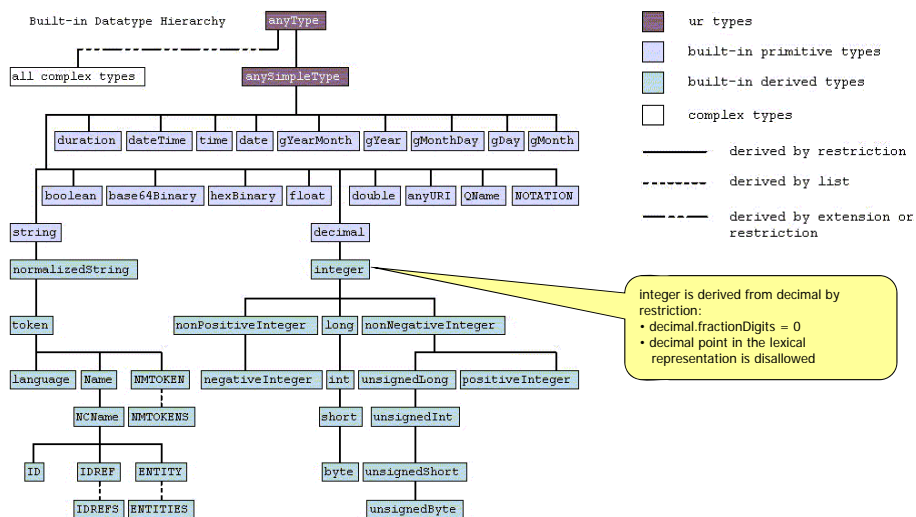 Built-in Datatype Hierarchy
anyType
all complex types
anySimpleType
duration dateTime time date gYearMonth gYear gMonthDay gDay gMonth
boolean base64Binary hexBinary float double anyURI QName NOTATION
string decimal
normalizedString integer
token nonPositiveInteger long nonNegativeInteger
language Name NMTOKEN negativeInteger int unsignedLong positiveInteger
NCName NMTOKENS short unsignedInt
ID IDREF ENTITY byte unsignedShort
IDREFS ENTITIES unsignedByte
ur types
built-in primitive types
built-in derived types
complex types
derived by restriction
derived by list
derived by extension or
restriction
integer is derived from decimal by
restriction:
• decimal.fractionDigits = 0
• decimal point in the lexical
representation is disallowed